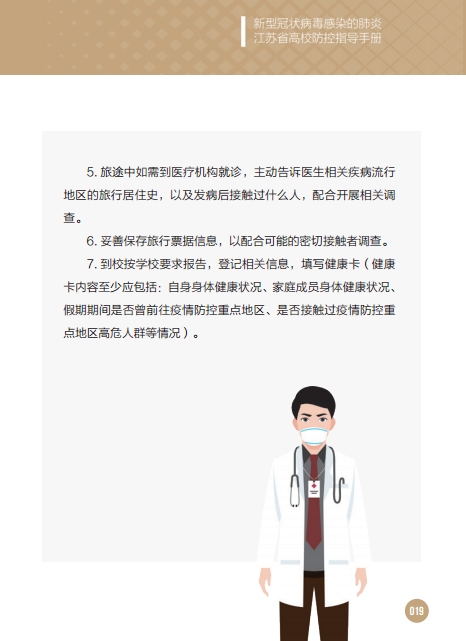 新型冠状病毒感染的肺炎
江苏省高校防控指导手册
5. 旅途中如需到医疗机构就诊，主动告诉医生相关疾病流行
地区的旅行居住史，以及发病后接触过什么人，配合开展相关调
查。
6. 妥善保存旅行票据信息，以配合可能的密切接触者调查。
7. 到校按学校要求报告，登记相关信息，填写健康卡（健康
卡内容至少应包括：自身身体健康状况、家庭成员身体健康状况、
假期期间是否曾前往疫情防控重点地区、是否接触过疫情防控重
点地区高危人群等情况）。
019